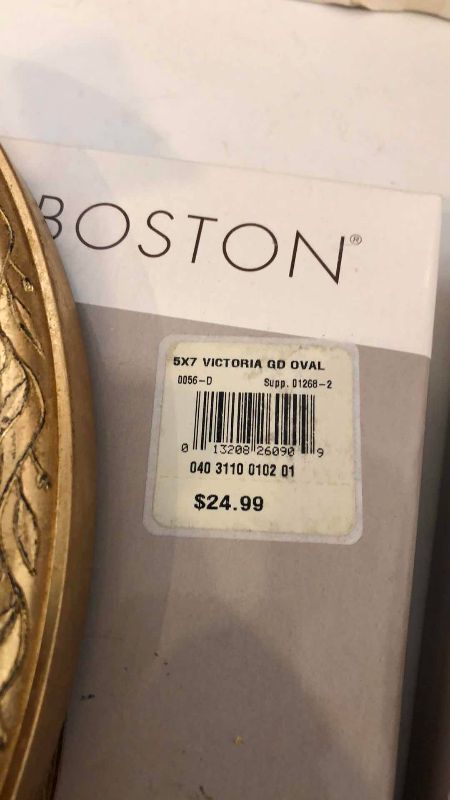 BOSTON®
5X7 VICTORIA GD OVAL
0056-D Supp. 01268-2
0 13208 26090 9
040 3110 0102 01
$24.99